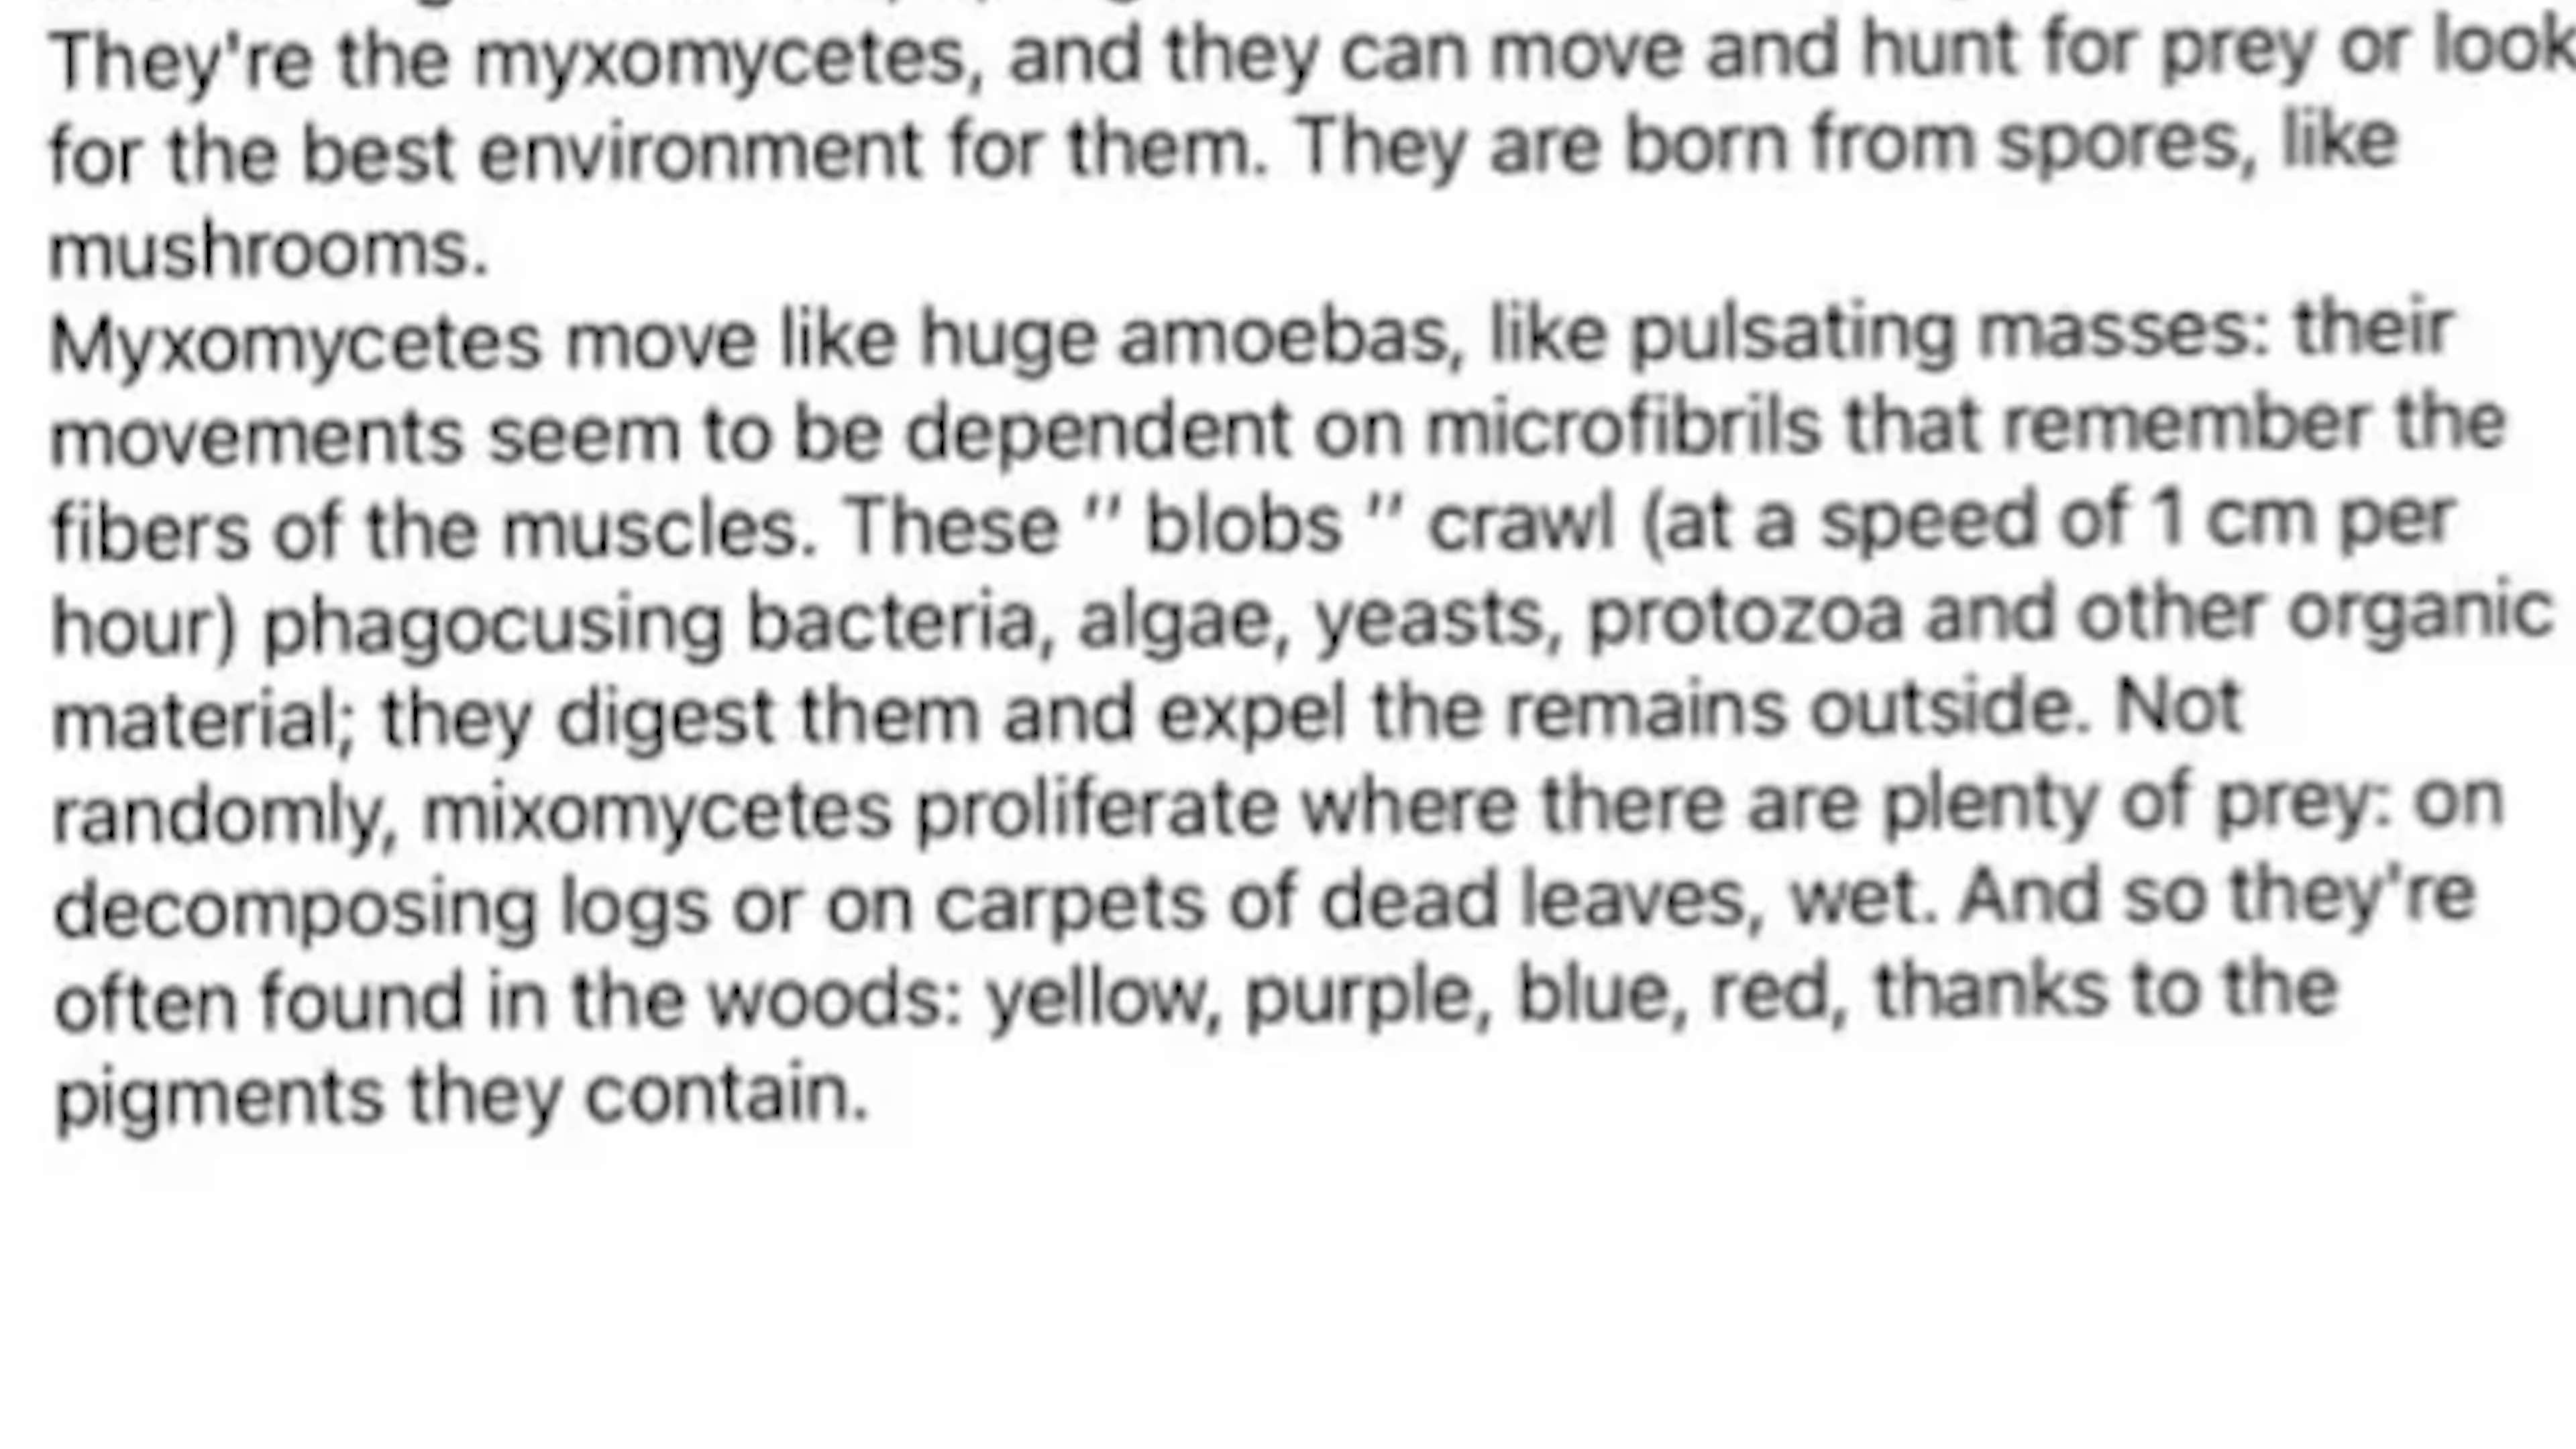 They're the myxomycetes, and they can move and hunt for prey or look
for the best environment for them. They are born from spores, like
mushrooms.
Myxomycetes move like huge amoebas, like pulsating masses: their
movements seem to be dependent on microfibrils that remember the
fibers of the muscles. These " blobs " crawl (at a speed of 1 cm per
hour) phagocusing bacteria, algae, yeasts, protozoa and other organic
material; they digest them and expel the remains outside. Not
randomly, mixomycetes proliferate where there are plenty of prey: on
decomposing logs or on carpets of dead leaves, wet. And so they're
often found in the woods: yellow, purple, blue, red, thanks to the
pigments they contain.